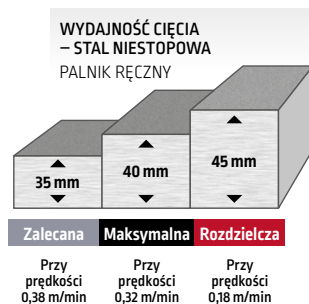 WYDAJNOŚĆ CIĘCIA
– STAL NIESTOPOWA
PALNIK RĘCZNY
35 mm
40 mm
45 mm
Zalecana
Maksymalna
Rozdzielcza
Przy
prędkości
0,38 m/min
Przy
prędkości
0,32 m/min
Przy
prędkości
0,18 m/min